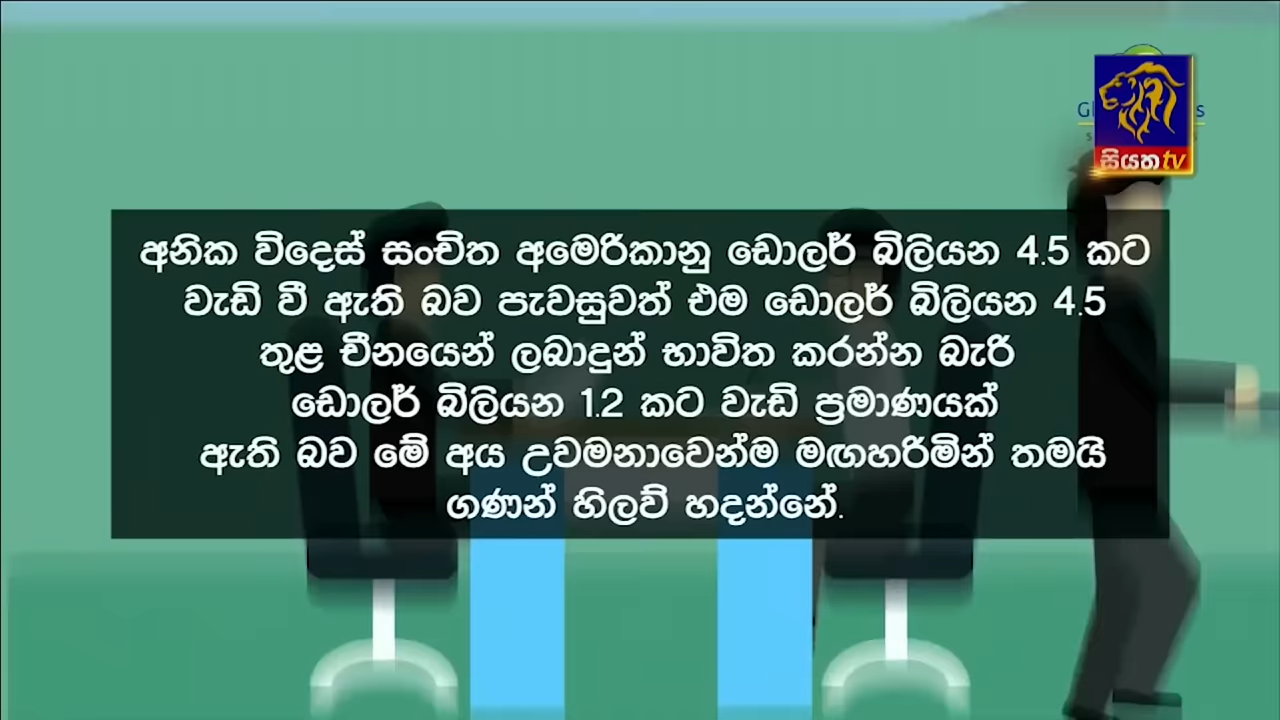 සියත tv
අනික විදෙස් සංචිත අමෙරිකානු ඩොලර් බිලියන 4.5 කට
වැඩි වී ඇති බව පැවසුවත් එම ඩොලර් බිලියන 4.5
තුළ චීනයෙන් ලබාදුන් භාවිත කරන්න බැරි
ඩොලර් බිලියන 1.2 කට වැඩි ප්‍රමාණයක්
ඇති බව මේ අය උවමනාවෙන්ම මඟහරිමින් තමයි
ගණන් හිලව් හදන්නේ.